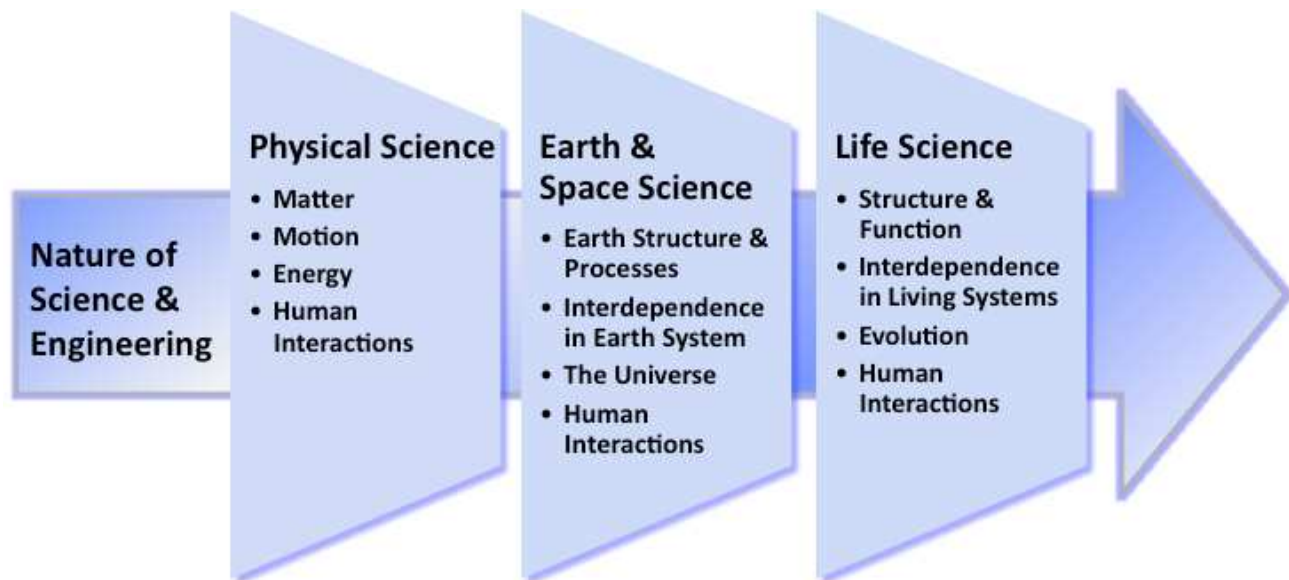 Nature of
Science &
Engineering
Physical Science
• Matter
• Motion
• Energy
• Human
Interactions
Earth &
Space Science
• Earth Structure &
Processes
• Interdependence
in Earth System
• The Universe
• Human
Interactions
Life Science
• Structure &
Function
• Interdependence
in Living Systems
• Evolution
• Human
Interactions